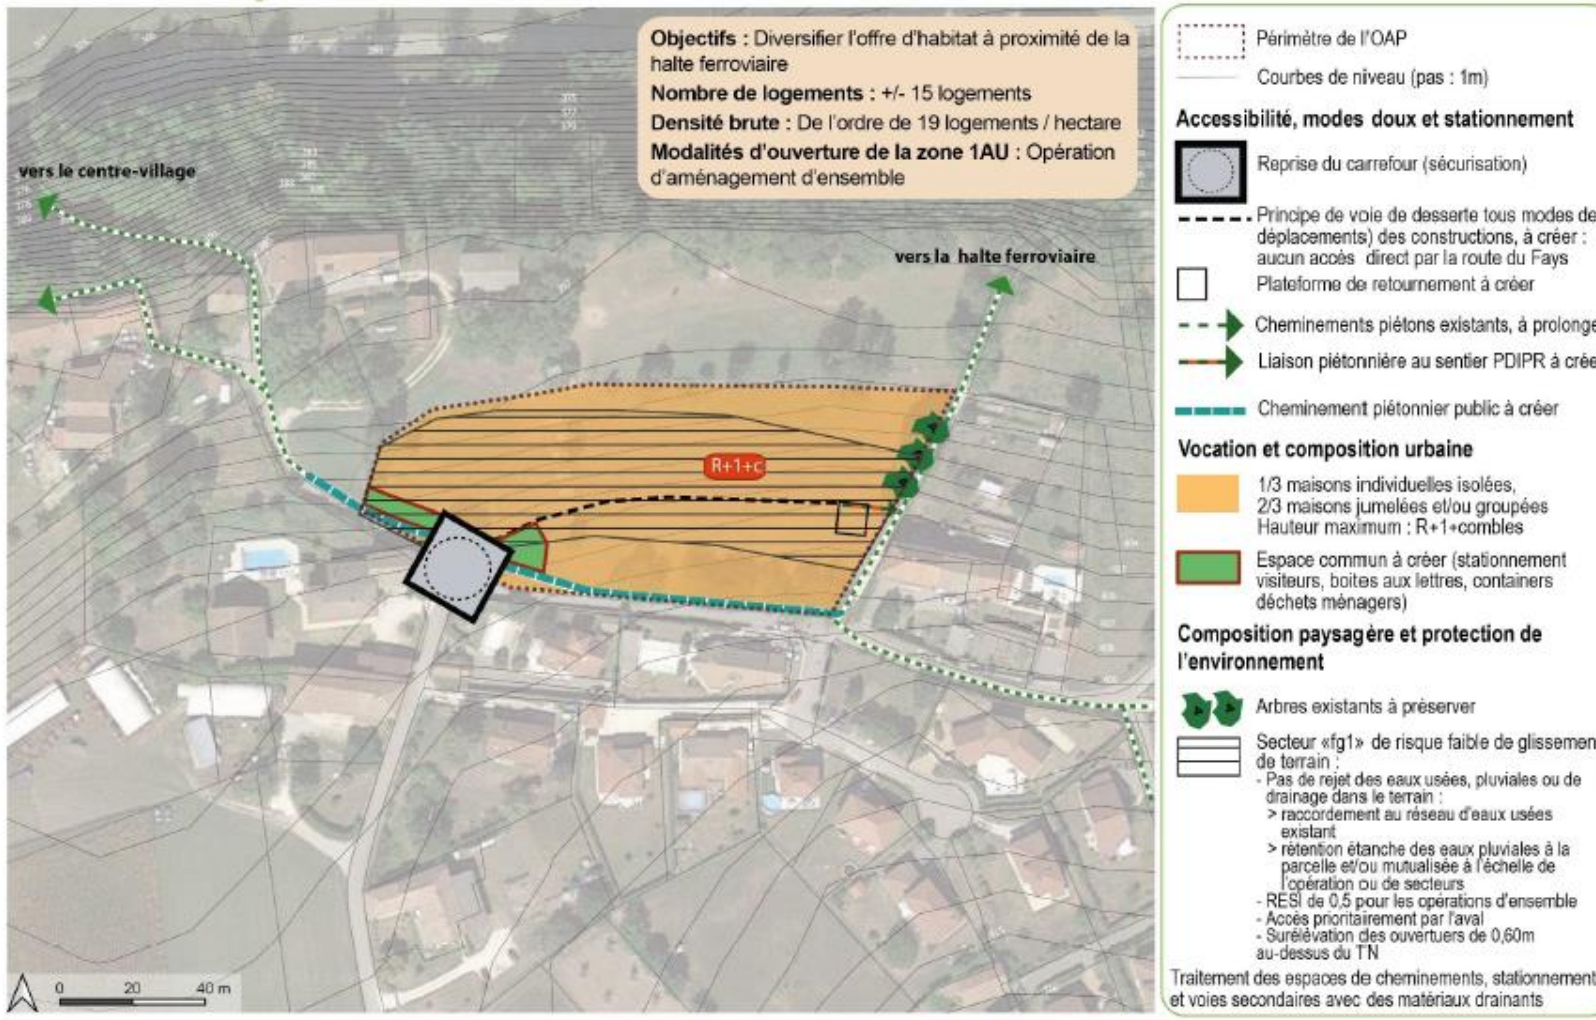 Objectifs : Diversifier l'offre d'habitat à proximité de la
halte ferroviaire
Nombre de logements : +/- 15 logements
Densité brute : De l'ordre de 19 logements / hectare
Modalités d'ouverture de la zone 1AU : Opération
d'aménagement d'ensemble
vers le centre-village
vers la halte ferroviaire
R+1+c
0 20 40 m
Périmètre de l'OAP
Courbes de niveau (pas : 1m)
Accessibilité, modes doux et stationnement
Reprise du carrefour (sécurisation)
Principe de voie de desserte tous modes de
déplacements) des constructions, à créer :
aucun accès direct par la route du Fays
Plateforme de retournement à créer
Cheminements piétons existants, à prolonge
Liaison piétonnière au sentier PDIPR à crée
Cheminement piétonnier public à créer
Vocation et composition urbaine
1/3 maisons individuelles isolées,
2/3 maisons jumelées et/ou groupées
Hauteur maximum : R+1+combles
Espace commun à créer (stationnement
visiteurs, boites aux lettres, containers
déchets ménagers)
Composition paysagère et protection de
l'environnement
Arbres existants à préserver
Secteur «fg1» de risque faible de glissemen
de terrain :
- Pas de rejet des eaux usées, pluviales ou de
drainage dans le terrain :
> raccordement au réseau d'eaux usées
existant
> rétention étanche des eaux pluviales à la
parcelle et/ou mutualisée à l'échelle de
l'opération ou de secteurs
- RESI de 0,5 pour les opérations d'ensemble
- Accès prioritairement par l'aval
- Surélévation des ouvertuers de 0,60m
au-dessus du TN
Traitement des espaces de cheminements, stationnement
et voies secondaires avec des matériaux drainants